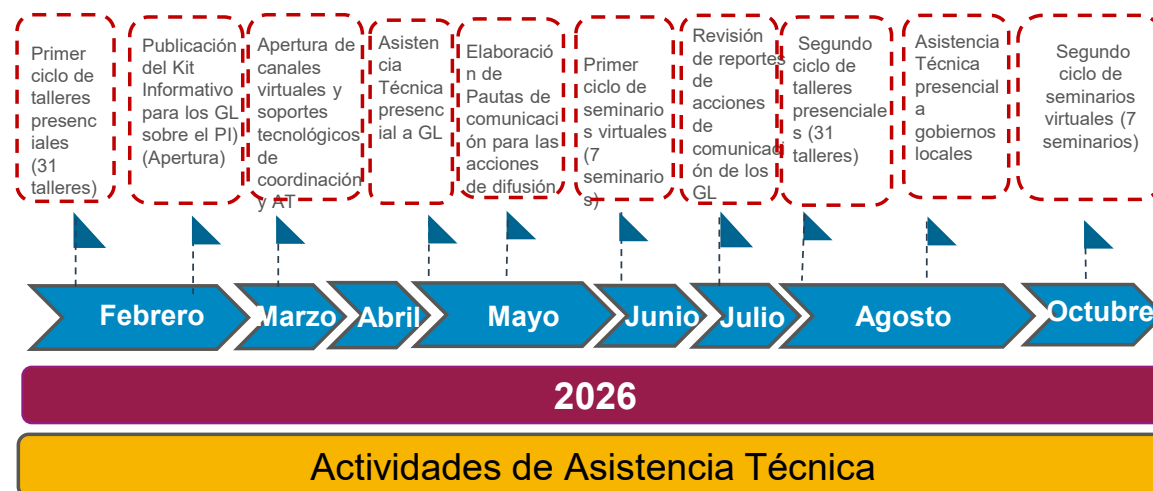 Primer
ciclo de
talleres
presenc
iales
(31
talleres)
Publicación
del Kit
Informativo
para los GL
sobre el PI)
(Apertura)
Apertura de
canales
virtuales y
soportes
tecnológicos
de
coordinación
y AT
Asisten
cia
Técnica
presenc
ial a GL
Elaboració
n de
Pautas de
comunicaci
ón para las
acciones
de difusión
Primer
ciclo de
seminario
s virtuales
(7
seminario
s)
Revisión
de reportes
de
acciones
de
comunicaci
ón de los
GL
Segundo
ciclo de
talleres
presenciale
s (31
talleres)
Asistencia
Técnica
presencial
a
gobiernos
locales
Segundo
ciclo de
seminarios
virtuales (7
seminarios)
Febrero
Marzo
Abril
Mayo
Junio
Julio
Agosto
Octubre
2026
Actividades de Asistencia Técnica